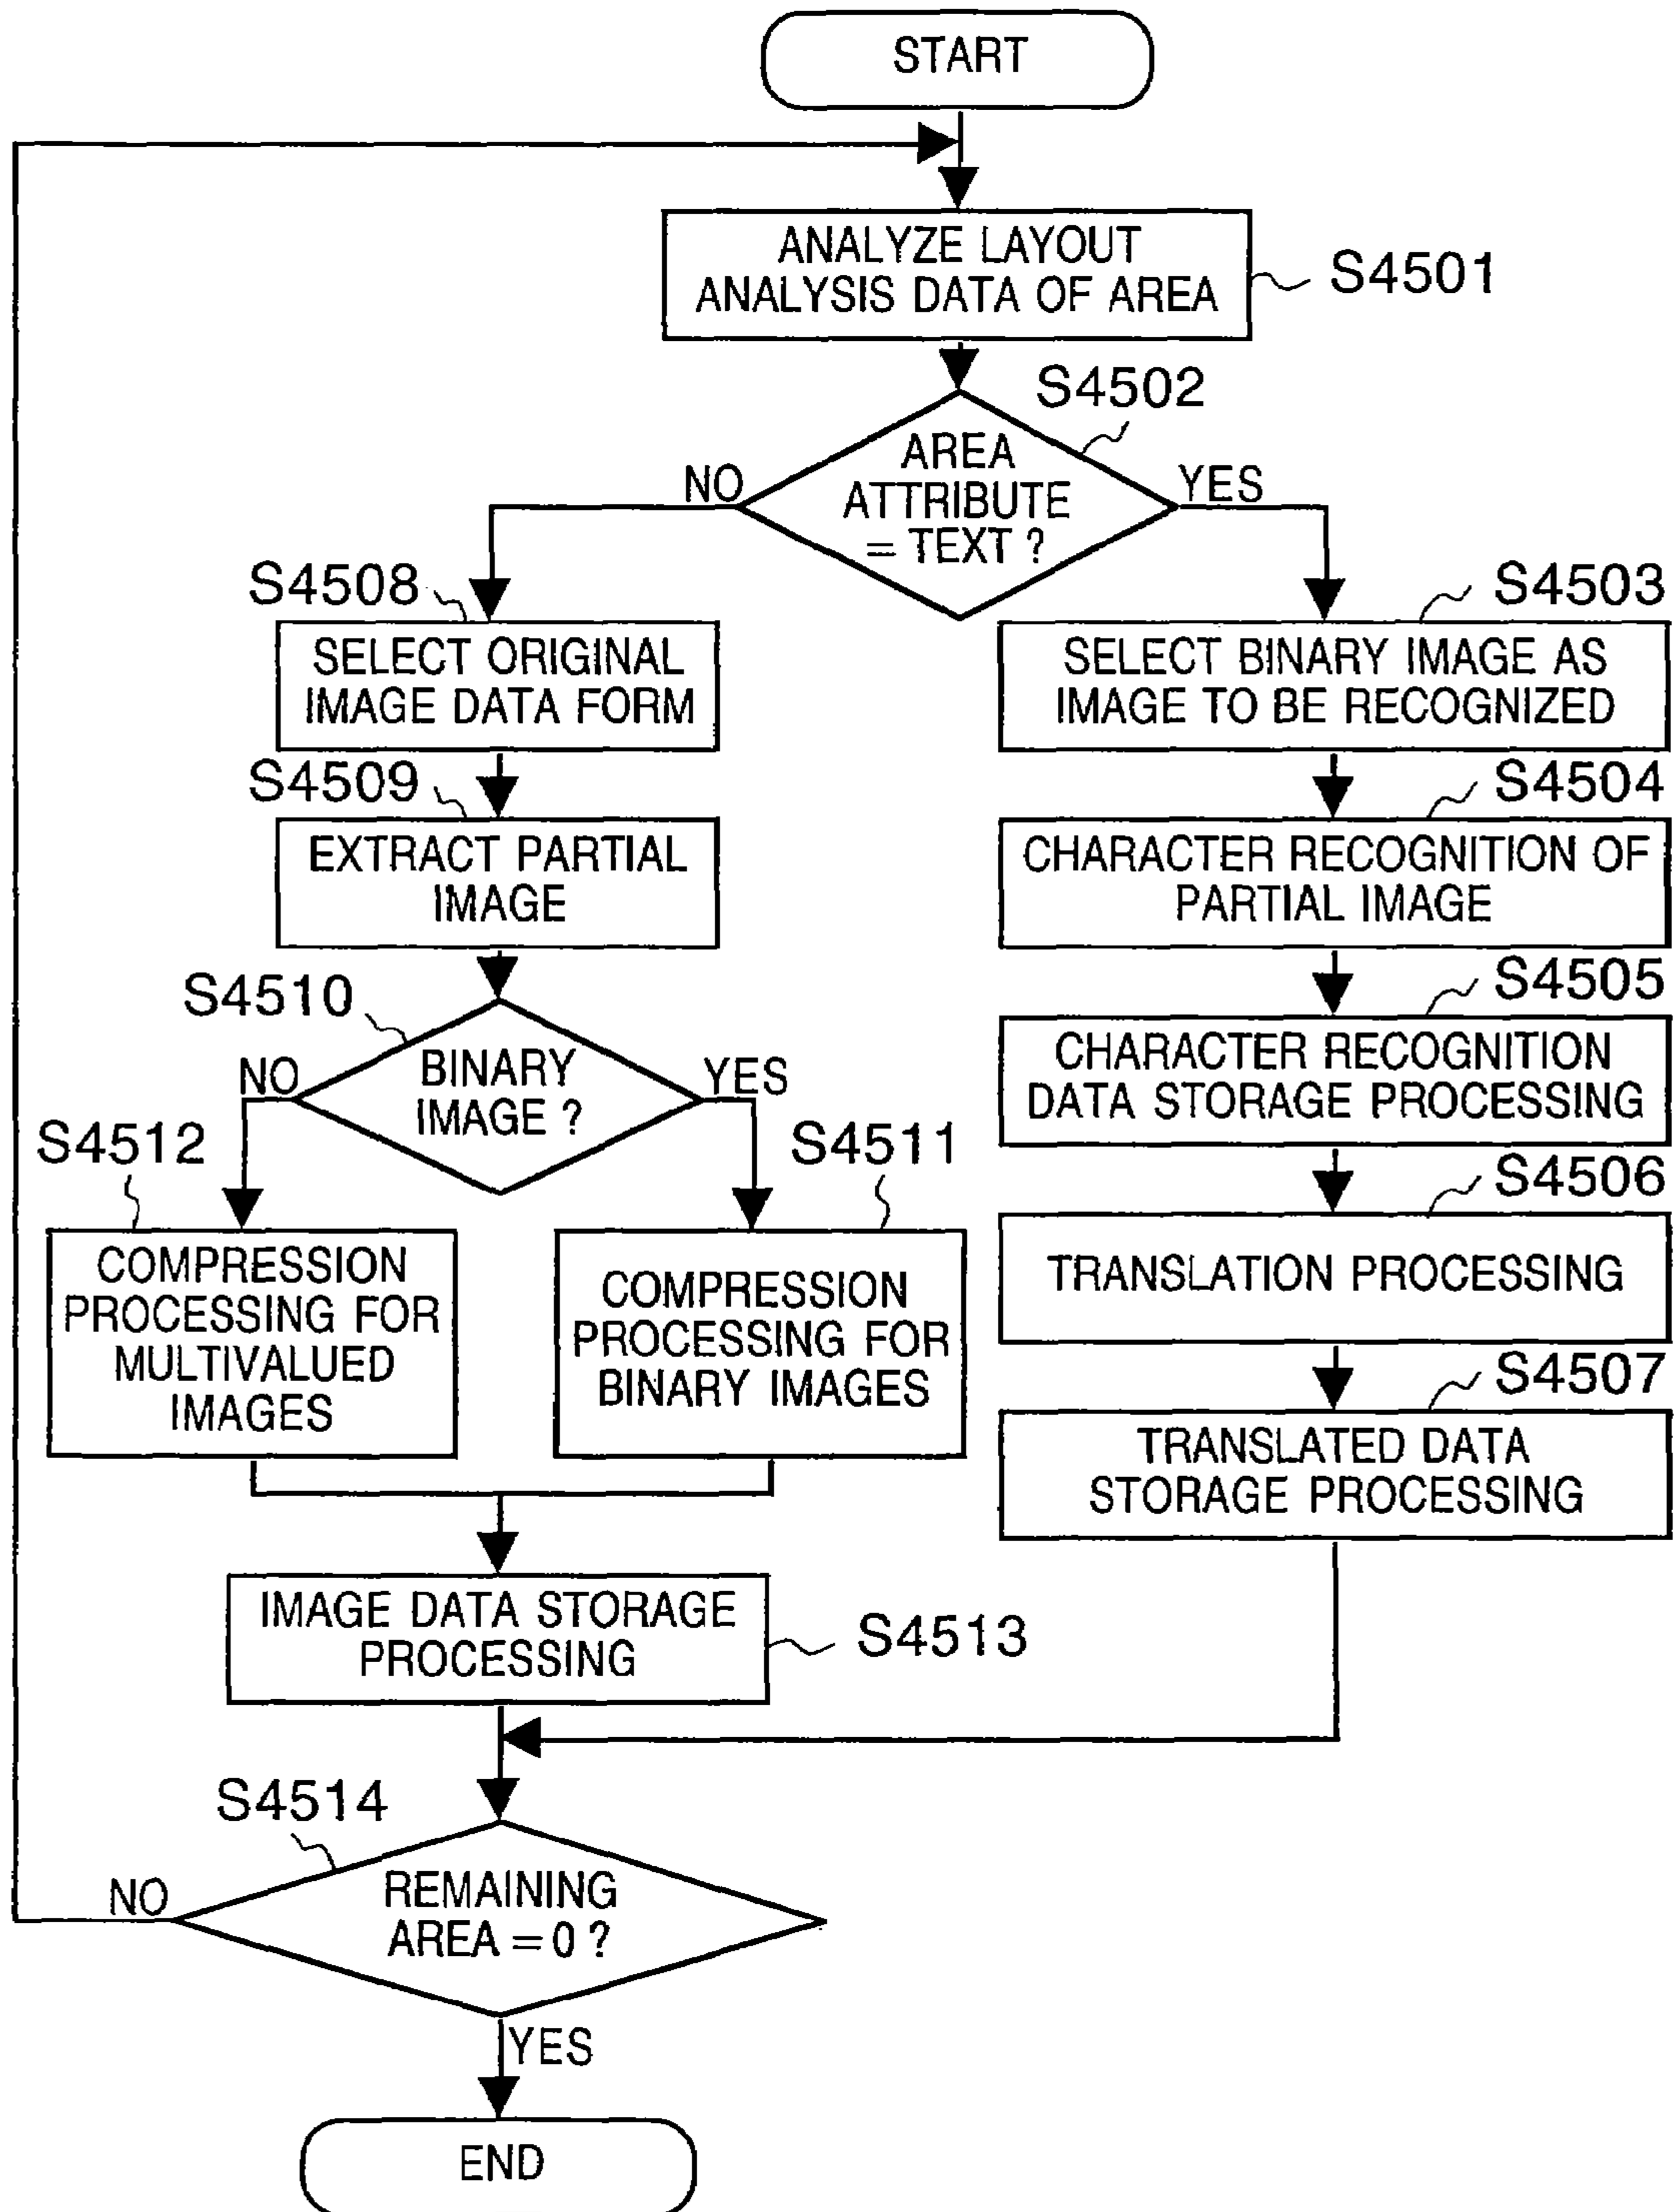 START
ANALYZE LAYOUT
ANALYSIS DATA OF AREA
S4501
S4502
AREA
ATTRIBUTE
= TEXT ?
NO
YES
S4508
SELECT ORIGINAL
IMAGE DATA FORM
S4503
SELECT BINARY IMAGE AS
IMAGE TO BE RECOGNIZED
S4509
EXTRACT PARTIAL
IMAGE
S4504
CHARACTER RECOGNITION OF
PARTIAL IMAGE
S4510
BINARY
IMAGE ?
NO
YES
S4505
CHARACTER RECOGNITION
DATA STORAGE PROCESSING
S4512
COMPRESSION
PROCESSING FOR
MULTIVALUED
IMAGES
S4511
COMPRESSION
PROCESSING FOR
BINARY IMAGES
S4506
TRANSLATION PROCESSING
S4507
TRANSLATED DATA
STORAGE PROCESSING
IMAGE DATA STORAGE
PROCESSING
S4513
S4514
REMAINING
AREA = 0 ?
NO
YES
END